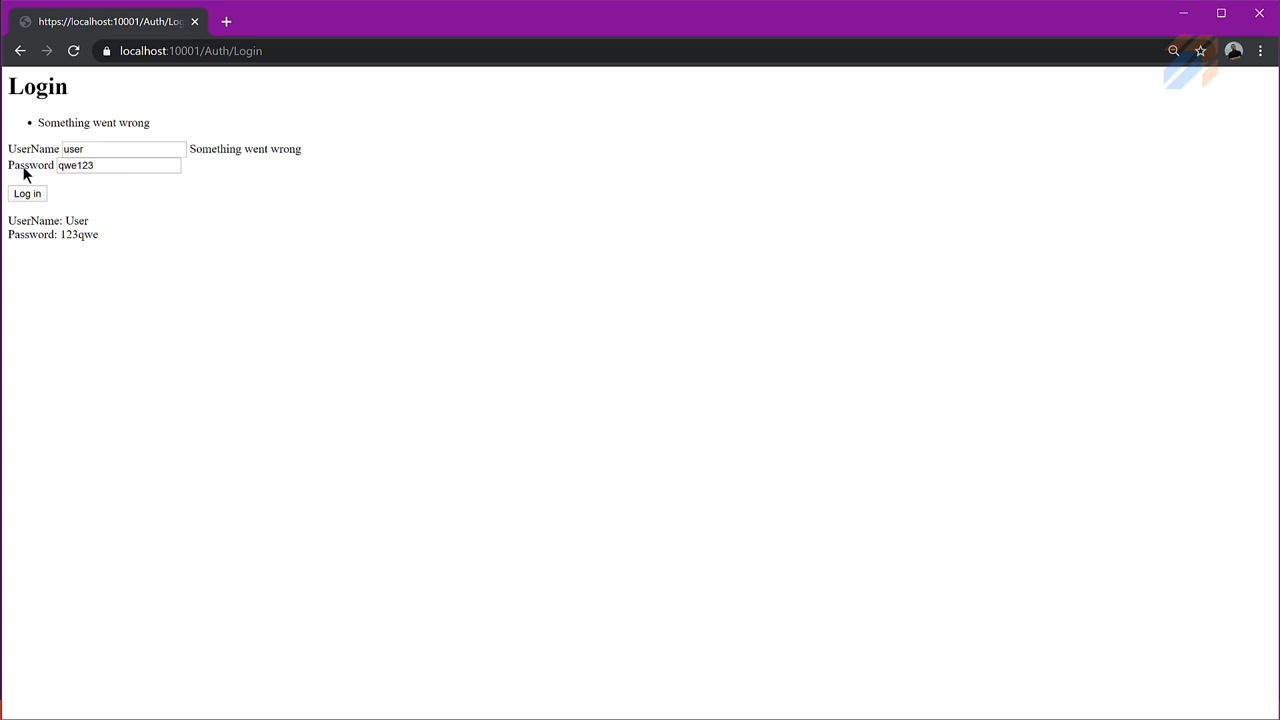 https://localhost:10001/Auth/Log
localhost:10001/Auth/Login
Login
Something went wrong
UserName user Something went wrong
Password qwe123
Log in
UserName: User
Password: 123qwe